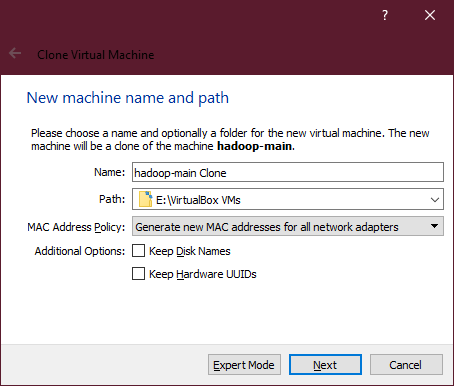 ?
Clone Virtual Machine
New machine name and path
Please choose a name and optionally a folder for the new virtual machine. The new
machine will be a clone of the machine hadoop-main.
Name: hadoop-main Clone
Path: E:\VirtualBox VMs
MAC Address Policy: Generate new MAC addresses for all network adapters
Additional Options: Keep Disk Names
Keep Hardware UUIDs
Expert Mode Next Cancel